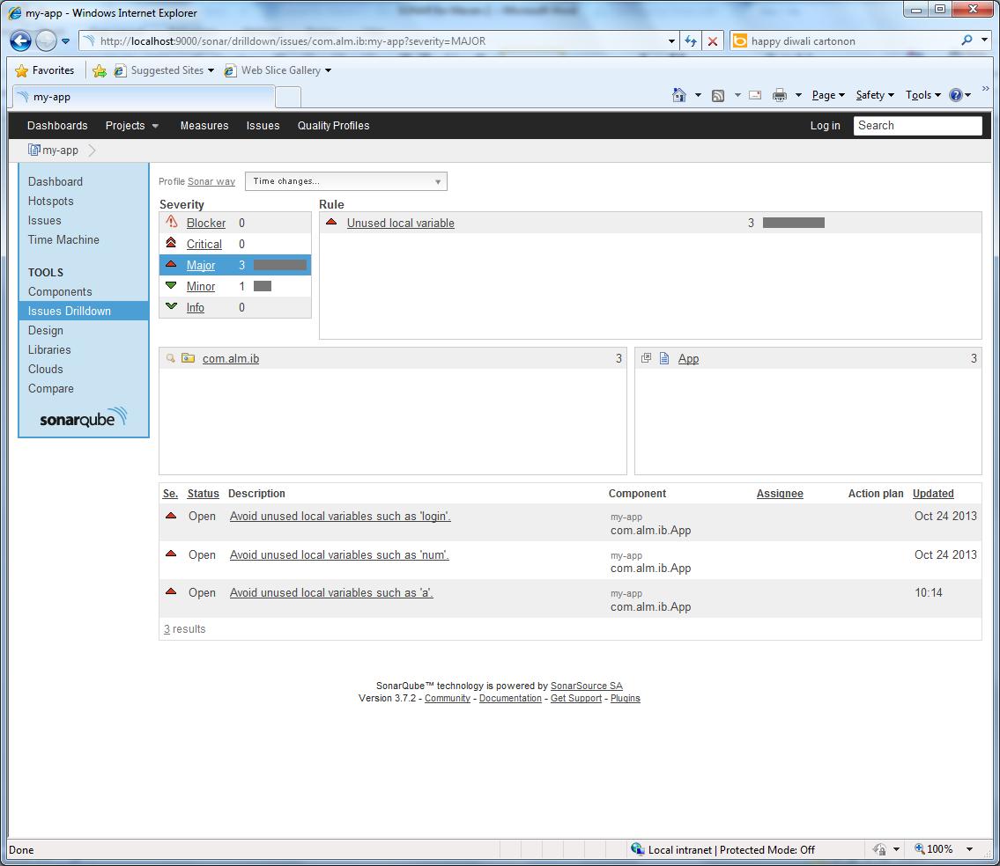 my-app - Windows Internet Explorer
http://localhost:9000/sonar/drilldown/issues/com.alm.ib:my-app?severity=MAJOR
happy diwali cartonon
Favorites Suggested Sites Web Slice Gallery
my-app
Page Safety Tools »
Dashboards Projects Measures Issues Quality Profiles Log in Search
my-app
Dashboard
Hotspots
Issues
Time Machine
TOOLS
Components
Issues Drilldown
Design
Libraries
Clouds
Compare
sonarqube
Profile Sonar way Time changes...
Severity
Blocker 0
Critical 0
Major 3
Minor 1
Info 0
Rule
Unused local variable 3
com.alm.ib 3
App 3
Se. Status Description Component Assignee Action plan Updated
Open Avoid unused local variables such as 'login'. my-app Oct 24 2013
com.alm.ib.App
Open Avoid unused local variables such as 'num'. my-app Oct 24 2013
com.alm.ib.App
Open Avoid unused local variables such as 'a'. my-app 10:14
com.alm.ib.App
3 results
SonarQube™ technology is powered by SonarSource SA
Version 3.7.2 - Community - Documentation - Get Support - Plugins
Done Local intranet | Protected Mode: Off 100%